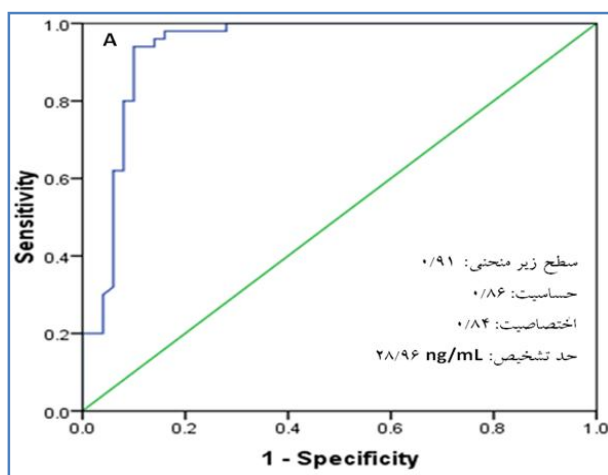 A
1.0
0.8
0.6
0.4
0.2
0.0
Sensitivity
سطح زیر منحنی: ۰/۹۱
حساسیت: ۰/۸۶
اختصاصیت: ۰/۸۴
حد تشخیص: ۲۸/۹۶ ng/mL
0.0 0.2 0.4 0.6 0.8 1.0
1 - Specificity